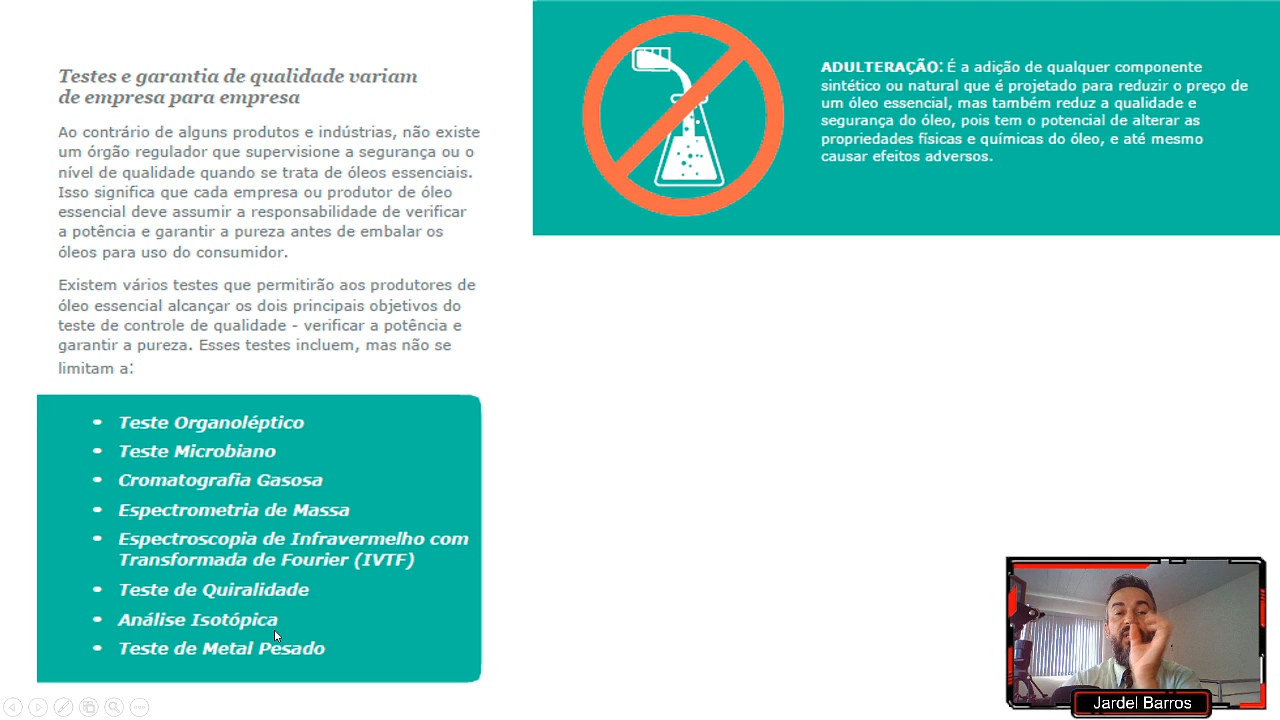 Testes e garantia de qualidade variam
de empresa para empresa
Ao contrário de alguns produtos e indústrias, não existe
um órgão regulador que supervisione a segurança ou o
nível de qualidade quando se trata de óleos essenciais.
Isso significa que cada empresa ou produtor de óleo
essencial deve assumir a responsabilidade de verificar
a potência e garantir a pureza antes de embalar os
óleos para uso do consumidor.
Existem vários testes que permitirão aos produtores de
óleo essencial alcançar os dois principais objetivos do
teste de controle de qualidade - verificar a potência e
garantir a pureza. Esses testes incluem, mas não se
limitam a:
• Teste Organoléptico
• Teste Microbiano
• Cromatografia Gasosa
• Espectrometria de Massa
• Espectroscopia de Infravermelho com
Transformada de Fourier (IVTF)
• Teste de Quiralidade
• Análise Isotópica
• Teste de Metal Pesado
ADULTERAÇÃO: É a adição de qualquer componente
sintético ou natural que é projetado para reduzir o preço de
um óleo essencial, mas também reduz a qualidade e
segurança do óleo, pois tem o potencial de alterar as
propriedades físicas e químicas do óleo, e até mesmo
causar efeitos adversos.
Jardel Barros